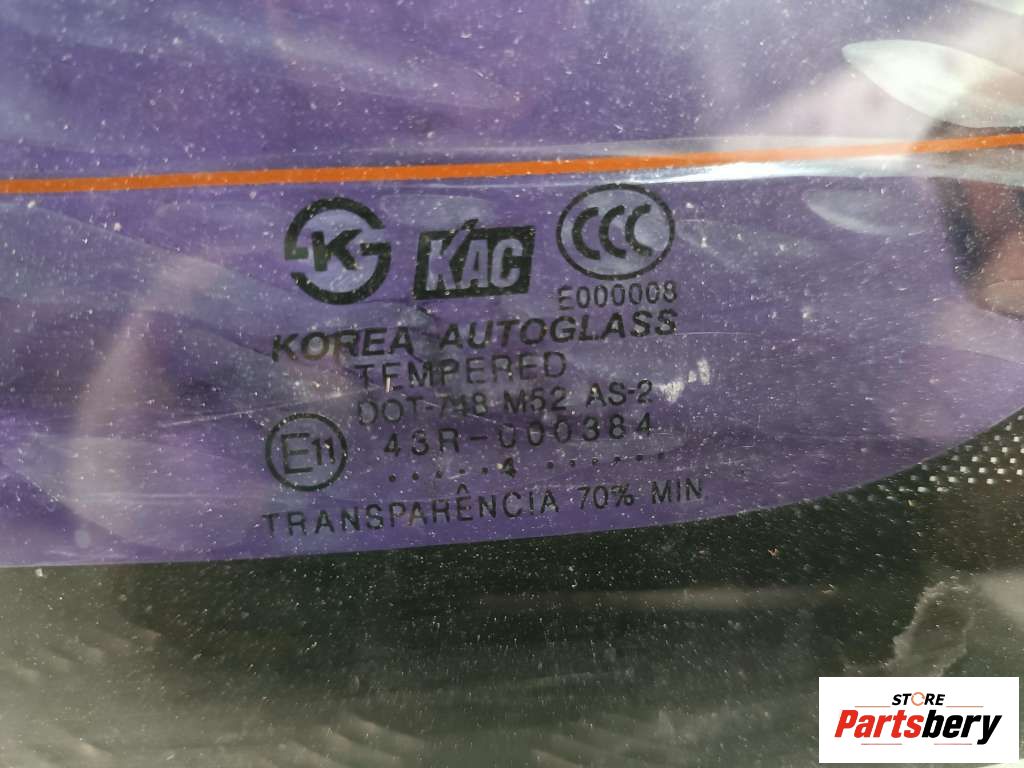 K
KAC
CCC
E000008
KOREA AUTOGLASS
TEMPERED
DOT-748 M52 AS-2
E11
43R-000384
.....4......
TRANSPARÊNCIA 70% MIN
STORE
Partsbery